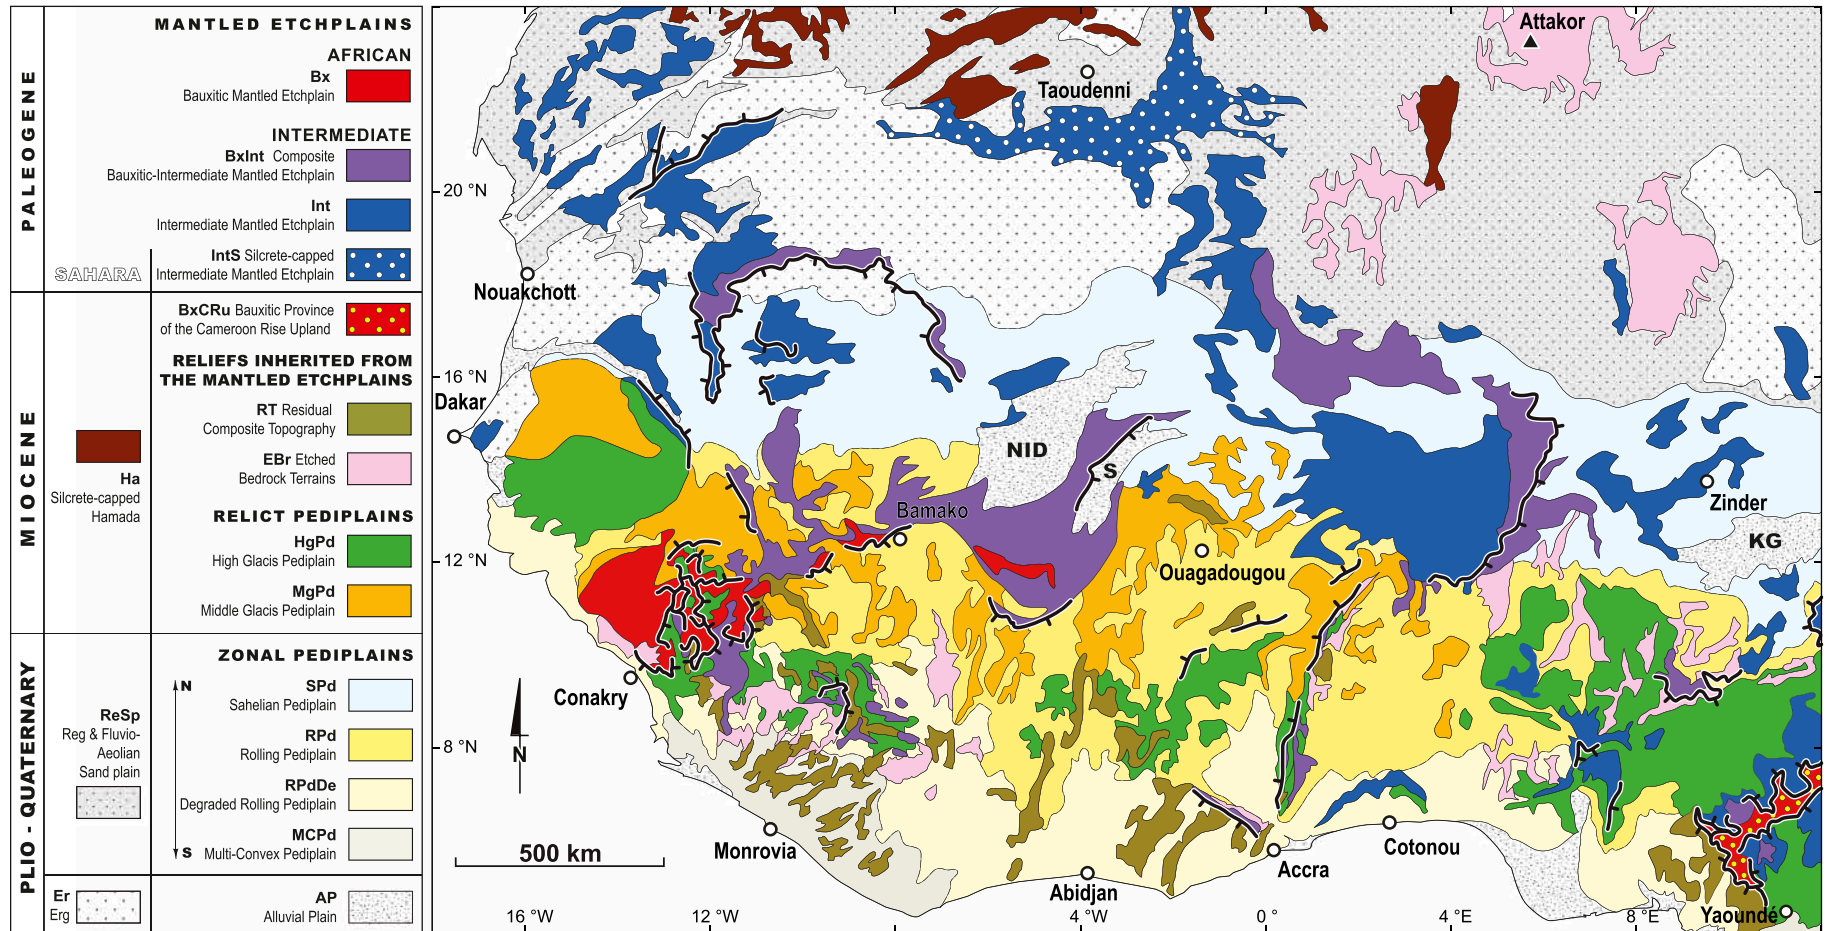 PALEOGENE
MIOCENE
PLIO - QUATERNARY
MANTLED ETCHPLAINS
AFRICAN
Bx
Bauxitic Mantled Etchplain
INTERMEDIATE
BxInt Composite
Bauxitic-Intermediate Mantled Etchplain
Int
Intermediate Mantled Etchplain
SAHARA
IntS Silcrete-capped
Intermediate Mantled Etchplain
BxCRu Bauxitic Province
of the Cameroon Rise Upland
RELIEFS INHERITED FROM
THE MANTLED ETCHPLAINS
RT Residual
Composite Topography
EBr Etched
Bedrock Terrains
Ha
Silcrete-capped
Hamada
RELICT PEDIPLAINS
HgPd
High Glacis Pediplain
MgPd
Middle Glacis Pediplain
ZONAL PEDIPLAINS
N
SPd
Sahelian Pediplain
RPd
Rolling Pediplain
RPdDe
Degraded Rolling Pediplain
MCPd
S Multi-Convex Pediplain
ReSp
Reg & Fluvio-
Aeolian
Sand plain
Er
Erg
AP
Alluvial Plain
Attakor
Taoudenni
20 °N
Nouakchott
16 °N
Dakar
NID
S
Zinder
Bamako
KG
12 °N
Ouagadougou
Conakry
8 °N
N
500 km
Monrovia
Cotonou
Accra
Abidjan
Yaoundé
16 °W
12 °W
4 °W
0°
4 °E
8 °E